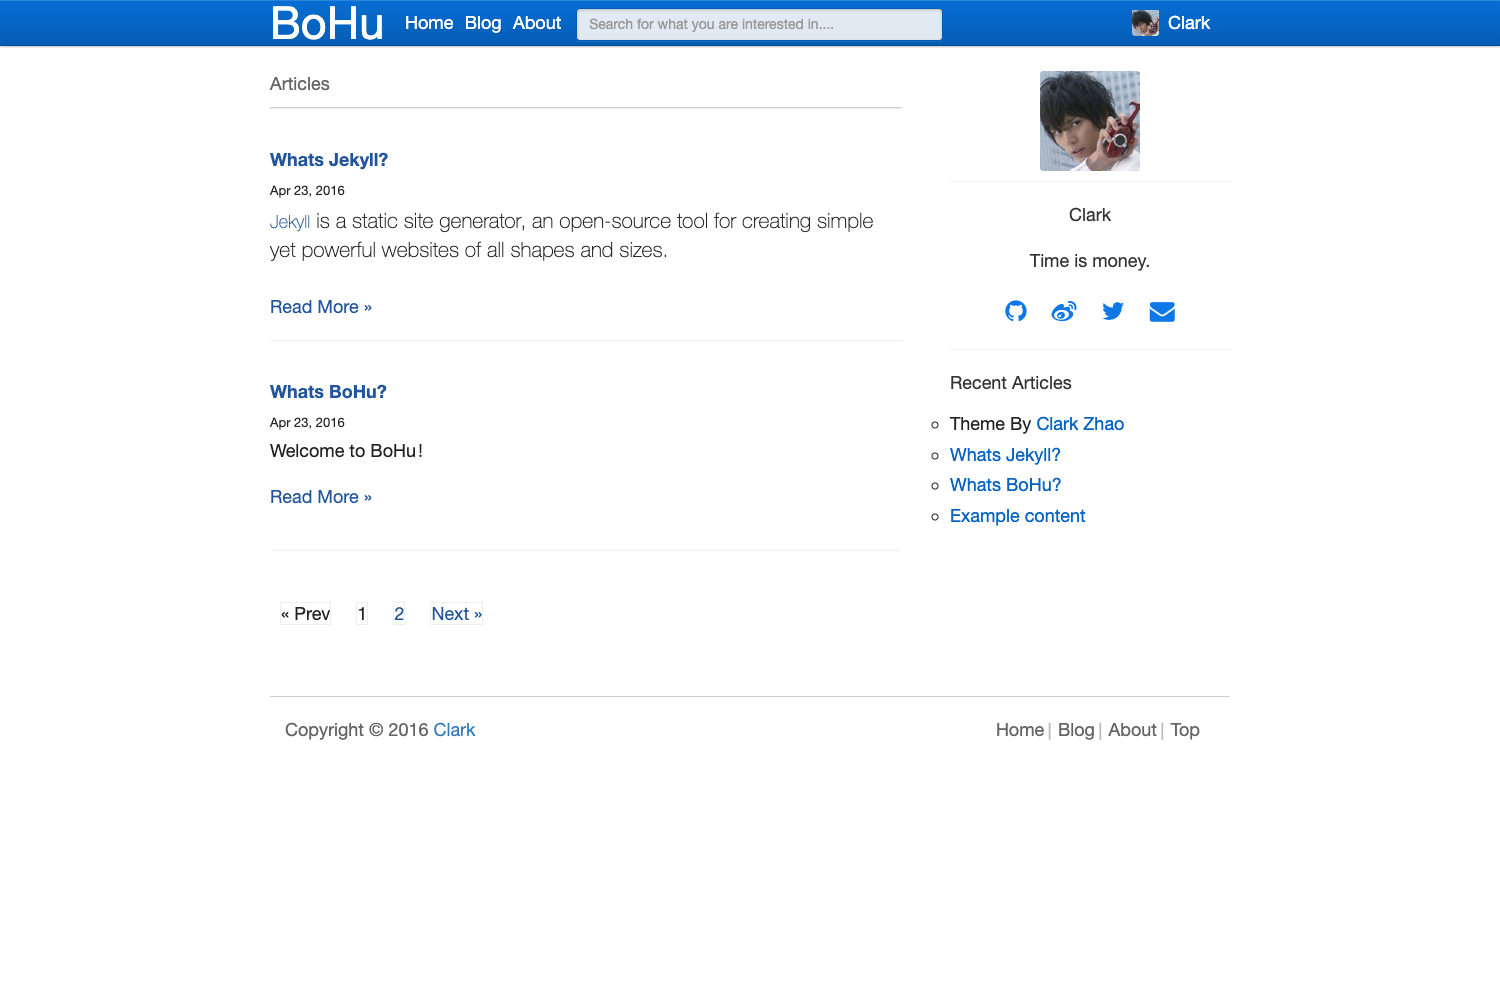 BoHu Home Blog About Search for what you are interested in.... Clark
Articles
Whats Jekyll?
Apr 23, 2016
Jekyll is a static site generator, an open-source tool for creating simple
yet powerful websites of all shapes and sizes.
Read More »
Whats BoHu?
Apr 23, 2016
Welcome to BoHu!
Read More »
« Prev 1 2 Next »
Clark
Time is money.
Recent Articles
Theme By Clark Zhao
Whats Jekyll?
Whats BoHu?
Example content
Copyright © 2016 Clark
Home | Blog | About | Top